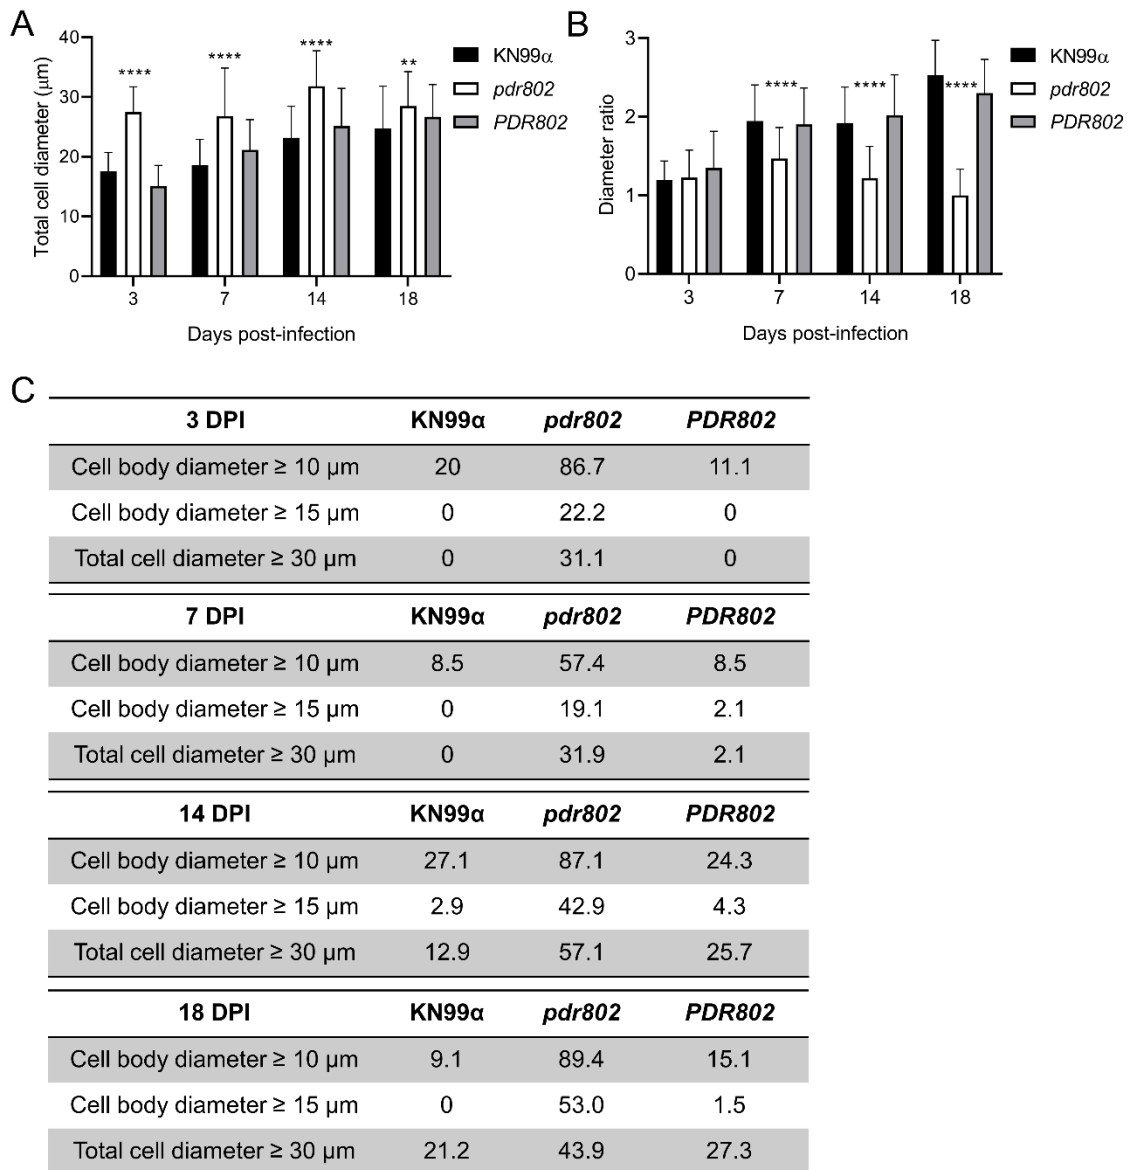 A
Total cell diameter (μm)
40
30
20
10
0
****
****
****
**
3
7
14
18
Days post-infection
KN99α
pdr802
PDR802
B
Diameter ratio
3
2
1
0
****
****
****
3
7
14
18
Days post-infection
KN99α
pdr802
PDR802
C
3 DPI KN99α pdr802 PDR802
Cell body diameter ≥ 10 μm 20 86.7 11.1
Cell body diameter ≥ 15 μm 0 22.2 0
Total cell diameter ≥ 30 μm 0 31.1 0
7 DPI KN99α pdr802 PDR802
Cell body diameter ≥ 10 μm 8.5 57.4 8.5
Cell body diameter ≥ 15 μm 0 19.1 2.1
Total cell diameter ≥ 30 μm 0 31.9 2.1
14 DPI KN99α pdr802 PDR802
Cell body diameter ≥ 10 μm 27.1 87.1 24.3
Cell body diameter ≥ 15 μm 2.9 42.9 4.3
Total cell diameter ≥ 30 μm 12.9 57.1 25.7
18 DPI KN99α pdr802 PDR802
Cell body diameter ≥ 10 μm 9.1 89.4 15.1
Cell body diameter ≥ 15 μm 0 53.0 1.5
Total cell diameter ≥ 30 μm 21.2 43.9 27.3